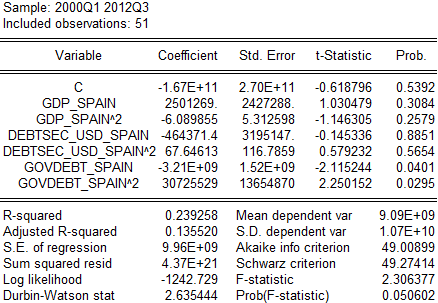 Sample: 2000Q1 2012Q3
Included observations: 51
Variable Coefficient Std. Error t-Statistic Prob.
C -1.67E+11 2.70E+11 -0.618796 0.5392
GDP_SPAIN 2501269. 2427288. 1.030479 0.3084
GDP_SPAIN^2 -6.089855 5.312598 -1.146305 0.2579
DEBTSEC_USD_SPAIN -464371.4 3195147. -0.145338 0.8851
DEBTSEC_USD_SPAIN^2 67.64613 116.7859 0.579232 0.5654
GOVDEBT_SPAIN -3.21E+09 1.52E+09 -2.115244 0.0401
GOVDEBT_SPAIN^2 30725529 13654870 2.250152 0.0295
R-squared 0.239258 Mean dependent var 9.09E+09
Adjusted R-squared 0.135520 S.D. dependent var 1.07E+10
S.E. of regression 9.96E+09 Akaike info criterion 49.00899
Sum squared resid 4.37E+21 Schwarz criterion 49.27414
Log likelihood -1242.729 F-statistic 2.306377
Durbin-Watson stat 2.635444 Prob(F-statistic) 0.050602